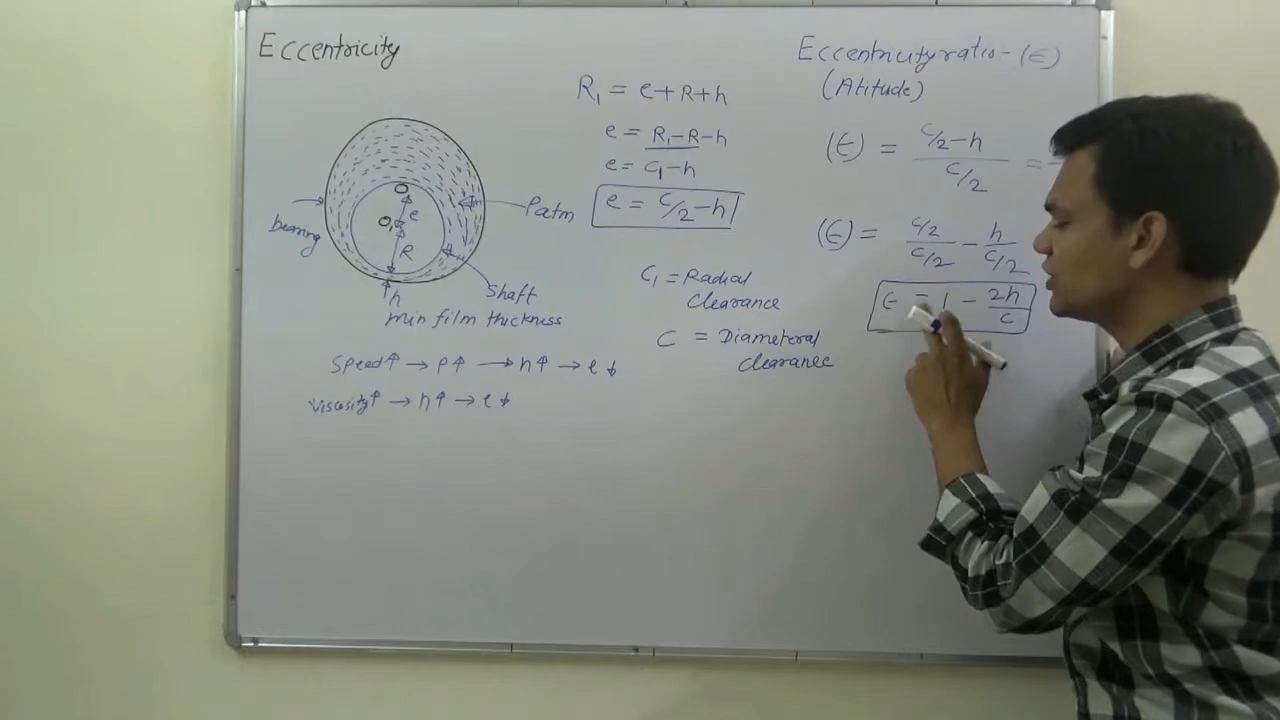 Eccentricity
O
O₁
e
R
bearing
Patm
Shaft
h
min film thickness
Speed↑ → P↑ → h↑ → e↓
Viscosity↑ → h↑ → e↓
R₁ = e+R+h
e = R₁-R-h
e = C₁-h
e = C/2-h
C₁ = Radial
Clearance
C = Diameteral
Clearance
Eccentricity ratio-(ϵ)
(Atitude)
(ϵ) = (C/2-h)/(C/2) =
(ϵ) = (C/2)/(C/2) - h/(C/2)
ϵ = 1 - 2h/C